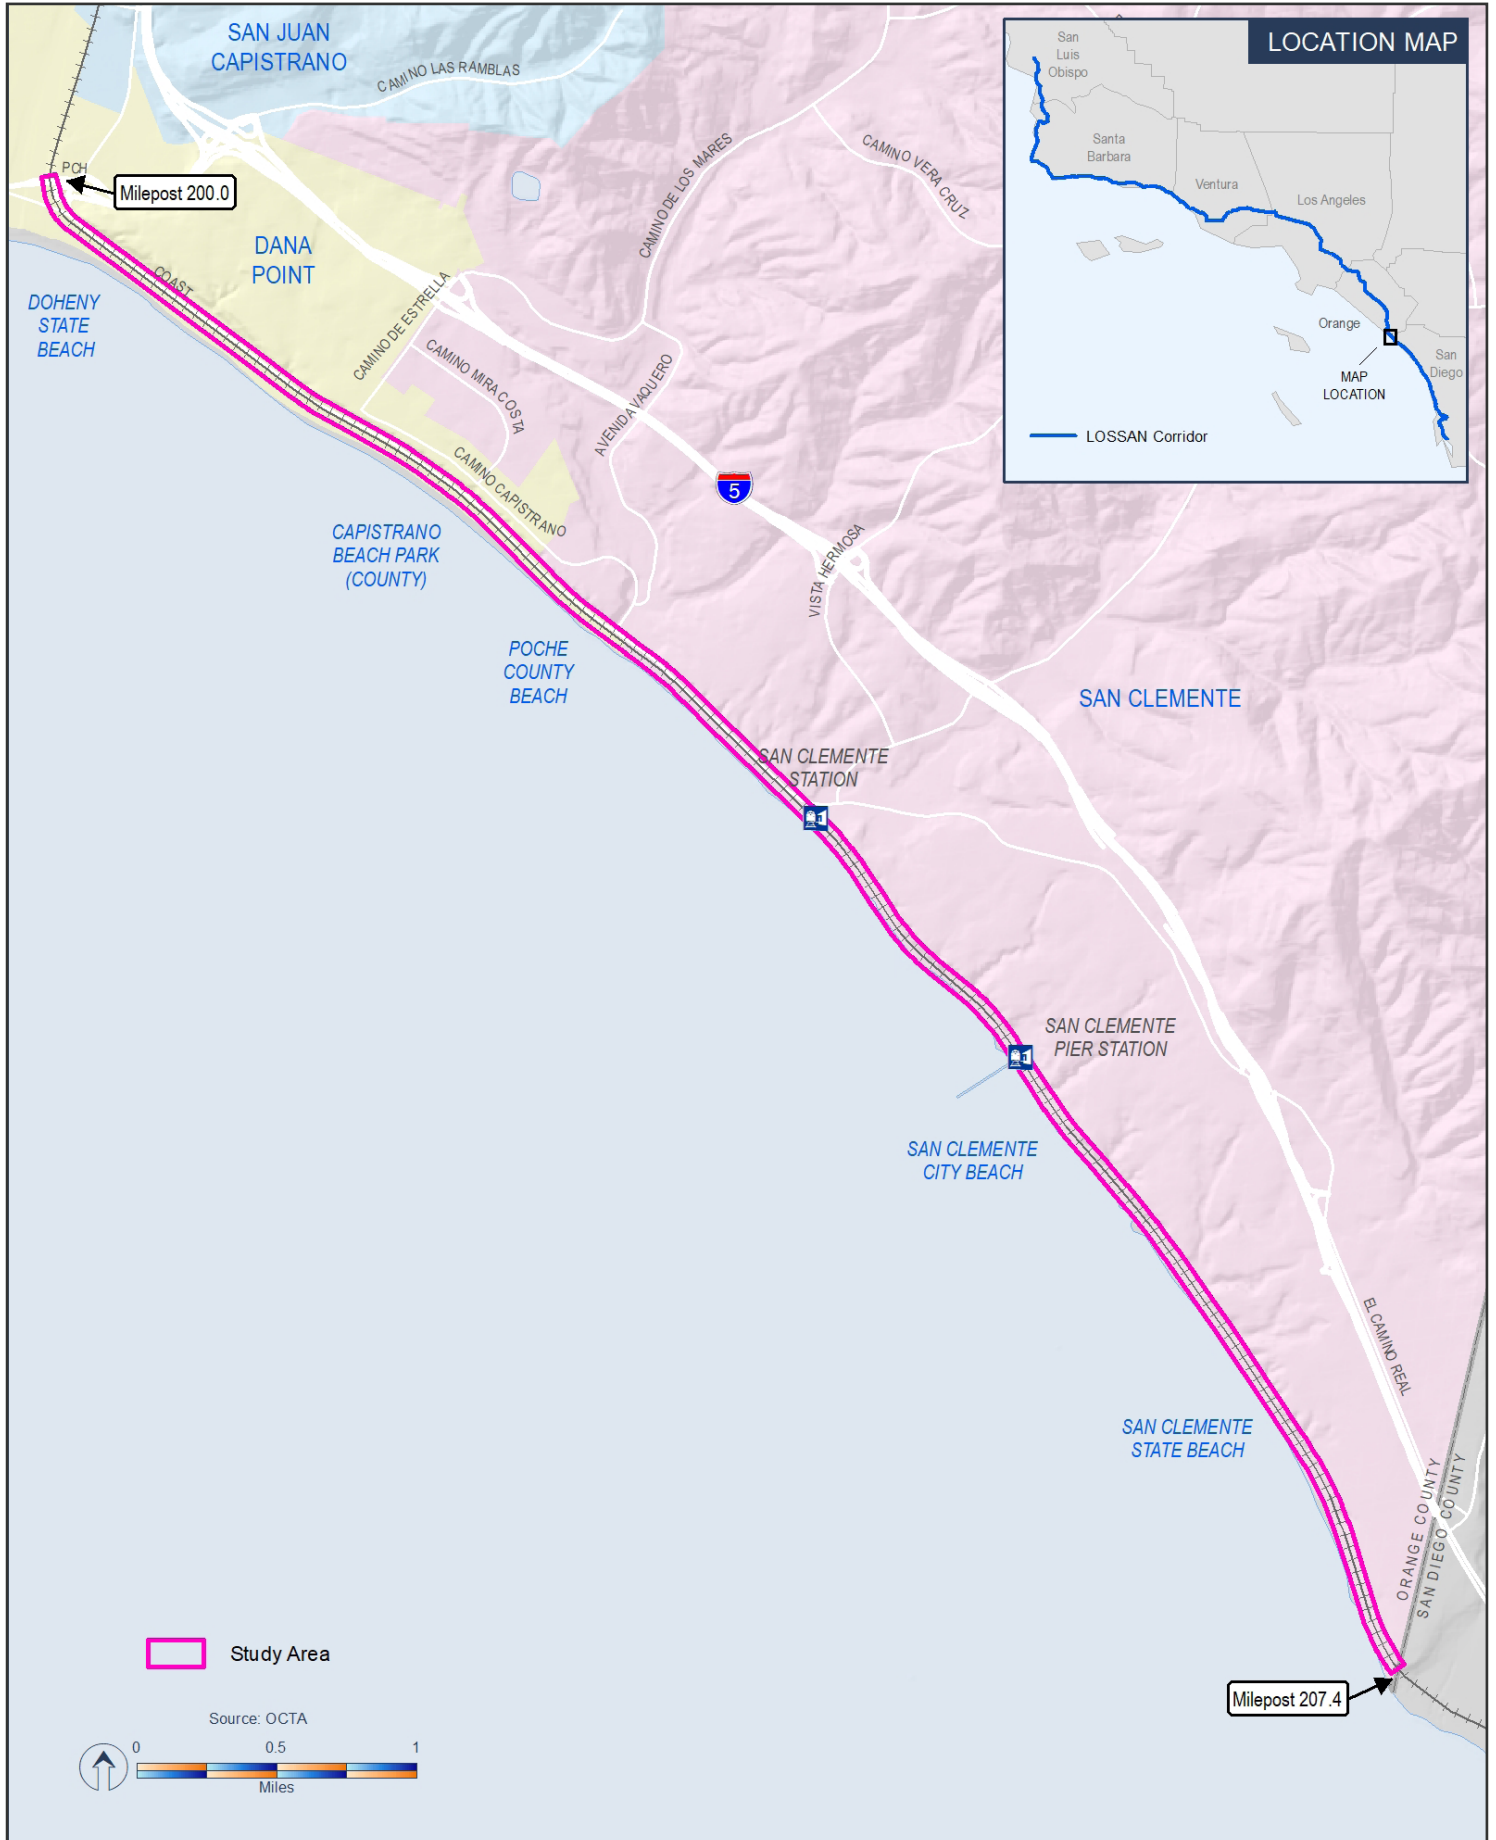 SAN JUAN
CAPISTRANO
CAMINO LAS RAMBLAS
LOCATION MAP
San
Luis
Obispo
Santa
Barbara
Ventura
Los Angeles
Orange
San
Diego
MAP
LOCATION
LOSSAN Corridor
PCH
Milepost 200.0
CAMINO DE LOS MARES
CAMINO VERA CRUZ
DANA
POINT
COAST
DOHENY
STATE
BEACH
CAMINO DE ESTRELLA
CAMINO MIRA COSTA
AVENIDA VAQUERO
CAMINO CAPISTRANO
5
CAPISTRANO
BEACH PARK
(COUNTY)
VISTA HERMOSA
POCHE
COUNTY
BEACH
SAN CLEMENTE
SAN CLEMENTE
STATION
SAN CLEMENTE
PIER STATION
SAN CLEMENTE
CITY BEACH
EL CAMINO REAL
SAN CLEMENTE
STATE BEACH
ORANGE COUNTY
SAN DIEGO COUNTY
Study Area
Milepost 207.4
Source: OCTA
0 0.5 1
Miles